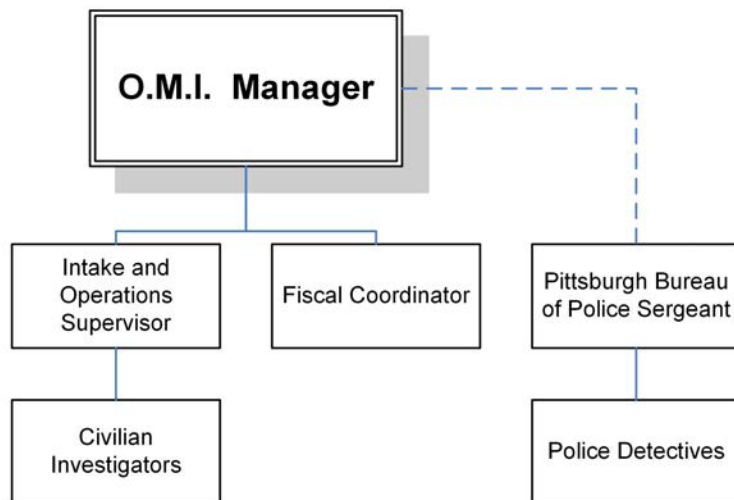 O.M.I. Manager
Intake and
Operations
Supervisor
Fiscal Coordinator
Pittsburgh Bureau
of Police Sergeant
Civilian
Investigators
Police Detectives